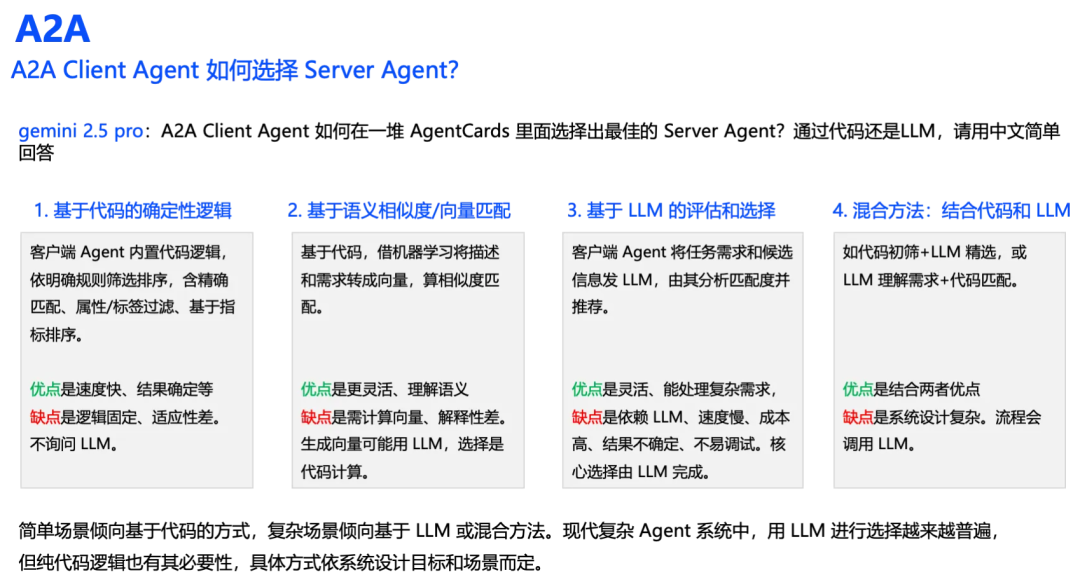 A2A
A2A Client Agent 如何选择 Server Agent?
gemini 2.5 pro：A2A Client Agent 如何在一堆 AgentCards 里面选择出最佳的 Server Agent？通过代码还是LLM，请用中文简单
回答
1. 基于代码的确定性逻辑
客户端 Agent 内置代码逻辑，
依明确规则筛选排序，含精确
匹配、属性/标签过滤、基于指
标排序。
优点是速度快、结果确定等
缺点是逻辑固定、适应性差。
不询问 LLM。
2. 基于语义相似度/向量匹配
基于代码，借机器学习将描述
和需求转成向量，算相似度匹
配。
优点是更灵活、理解语义
缺点是需计算向量、解释性差。
生成向量可能用 LLM，选择是
代码计算。
3. 基于 LLM 的评估和选择
客户端 Agent 将任务需求和候选
信息发 LLM，由其分析匹配度并
推荐。
优点是灵活、能处理复杂需求，
缺点是依赖 LLM、速度慢、成本
高、结果不确定、不易调试。核
心选择由 LLM 完成。
4. 混合方法：结合代码和 LLM
如代码初筛+LLM 精选，或
LLM 理解需求+代码匹配。
优点是结合两者优点
缺点是系统设计复杂。流程会
调用 LLM。
简单场景倾向基于代码的方式，复杂场景倾向基于 LLM 或混合方法。现代复杂 Agent 系统中，用 LLM 进行选择越来越普遍，
但纯代码逻辑也有其必要性，具体方式依系统设计目标和场景而定。